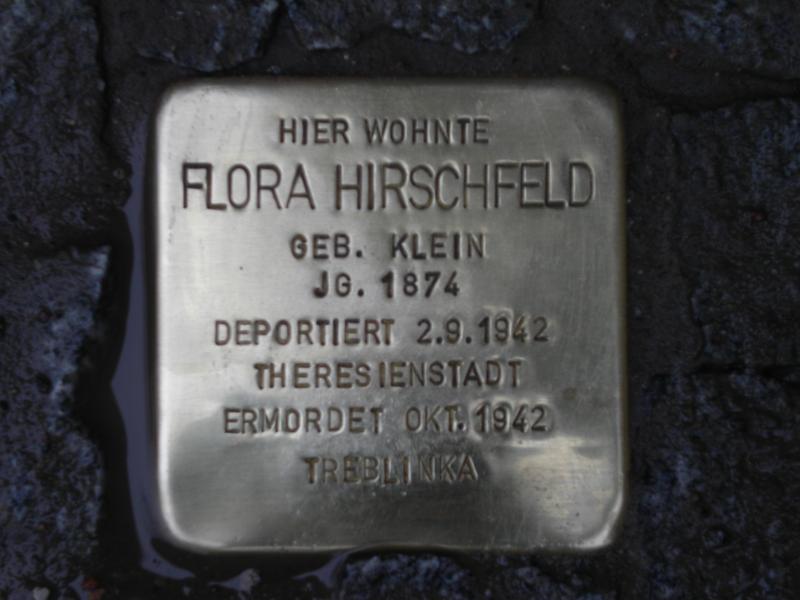 HIER WOHNTE
FLORA HIRSCHFELD
GEB. KLEIN
JG. 1874
DEPORTIERT 2.9.1942
THERESIENSTADT
ERMORDET OKT. 1942
TREBLINKA